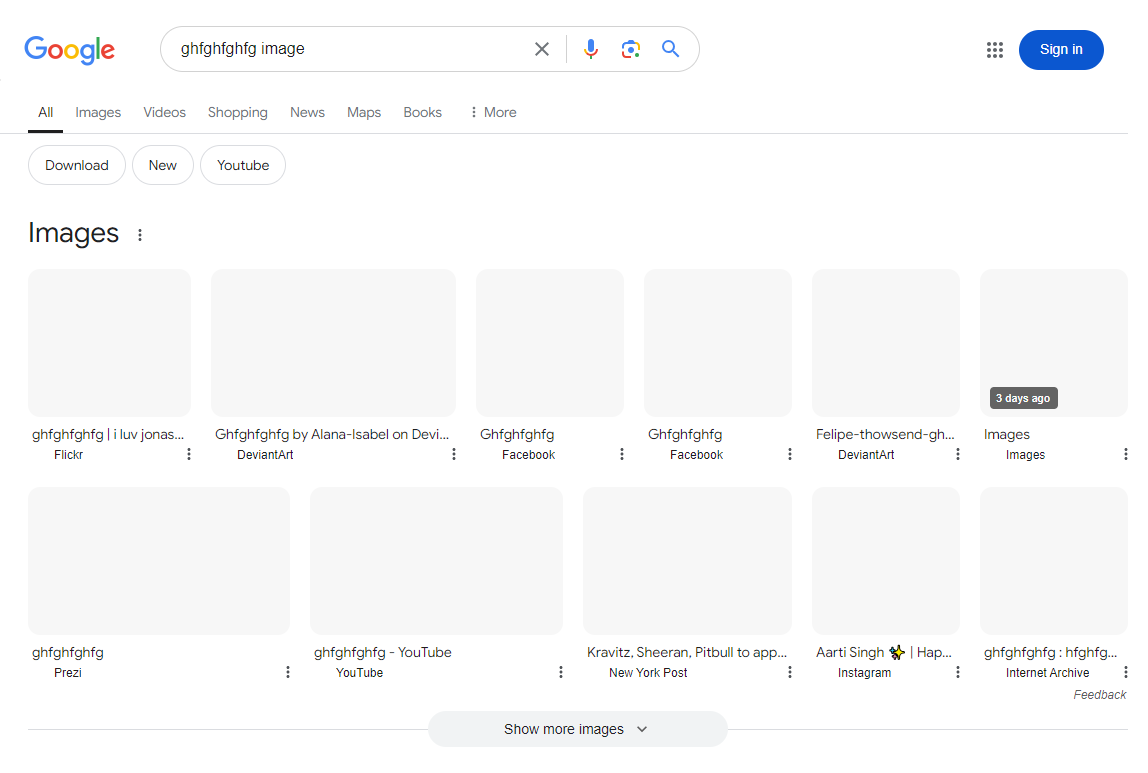 Google
ghfghfghfg image
Sign in
All Images Videos Shopping News Maps Books More
Download New Youtube
Images
3 days ago
ghfghfghfg | i luv jonas... Ghfghfghfg by Alana-Isabel on Devi... Ghfghfghfg Ghfghfghfg Felipe-thowsend-gh... Images
Flickr DeviantArt Facebook Facebook DeviantArt Images
ghfghfghfg ghfghfghfg - YouTube Kravitz, Sheeran, Pitbull to app... Aarti Singh ✨ | Hap... ghfghfghfg : hfghfg...
Prezi YouTube New York Post Instagram Internet Archive
Feedback
Show more images